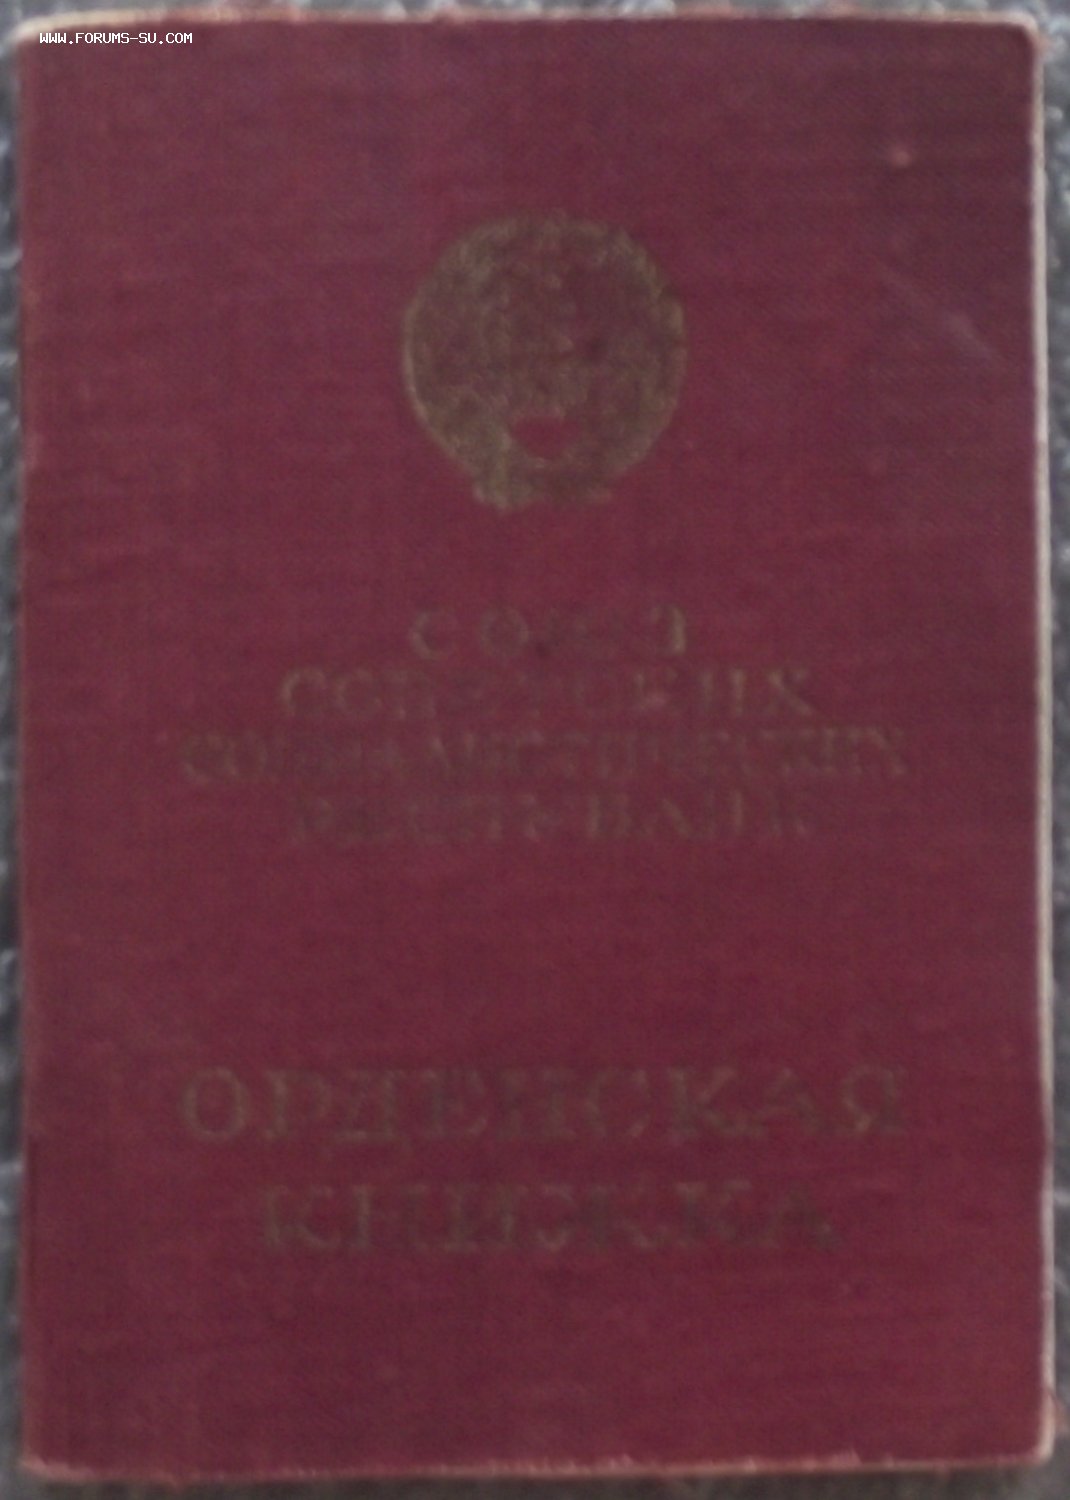 WWW.FORUMS-SU.COM
СОЮЗ
СОВЕТСКИХ
СОЦИАЛИСТИЧЕСКИХ
РЕСПУБЛИК
ОРДЕНСКАЯ
КНИЖКА